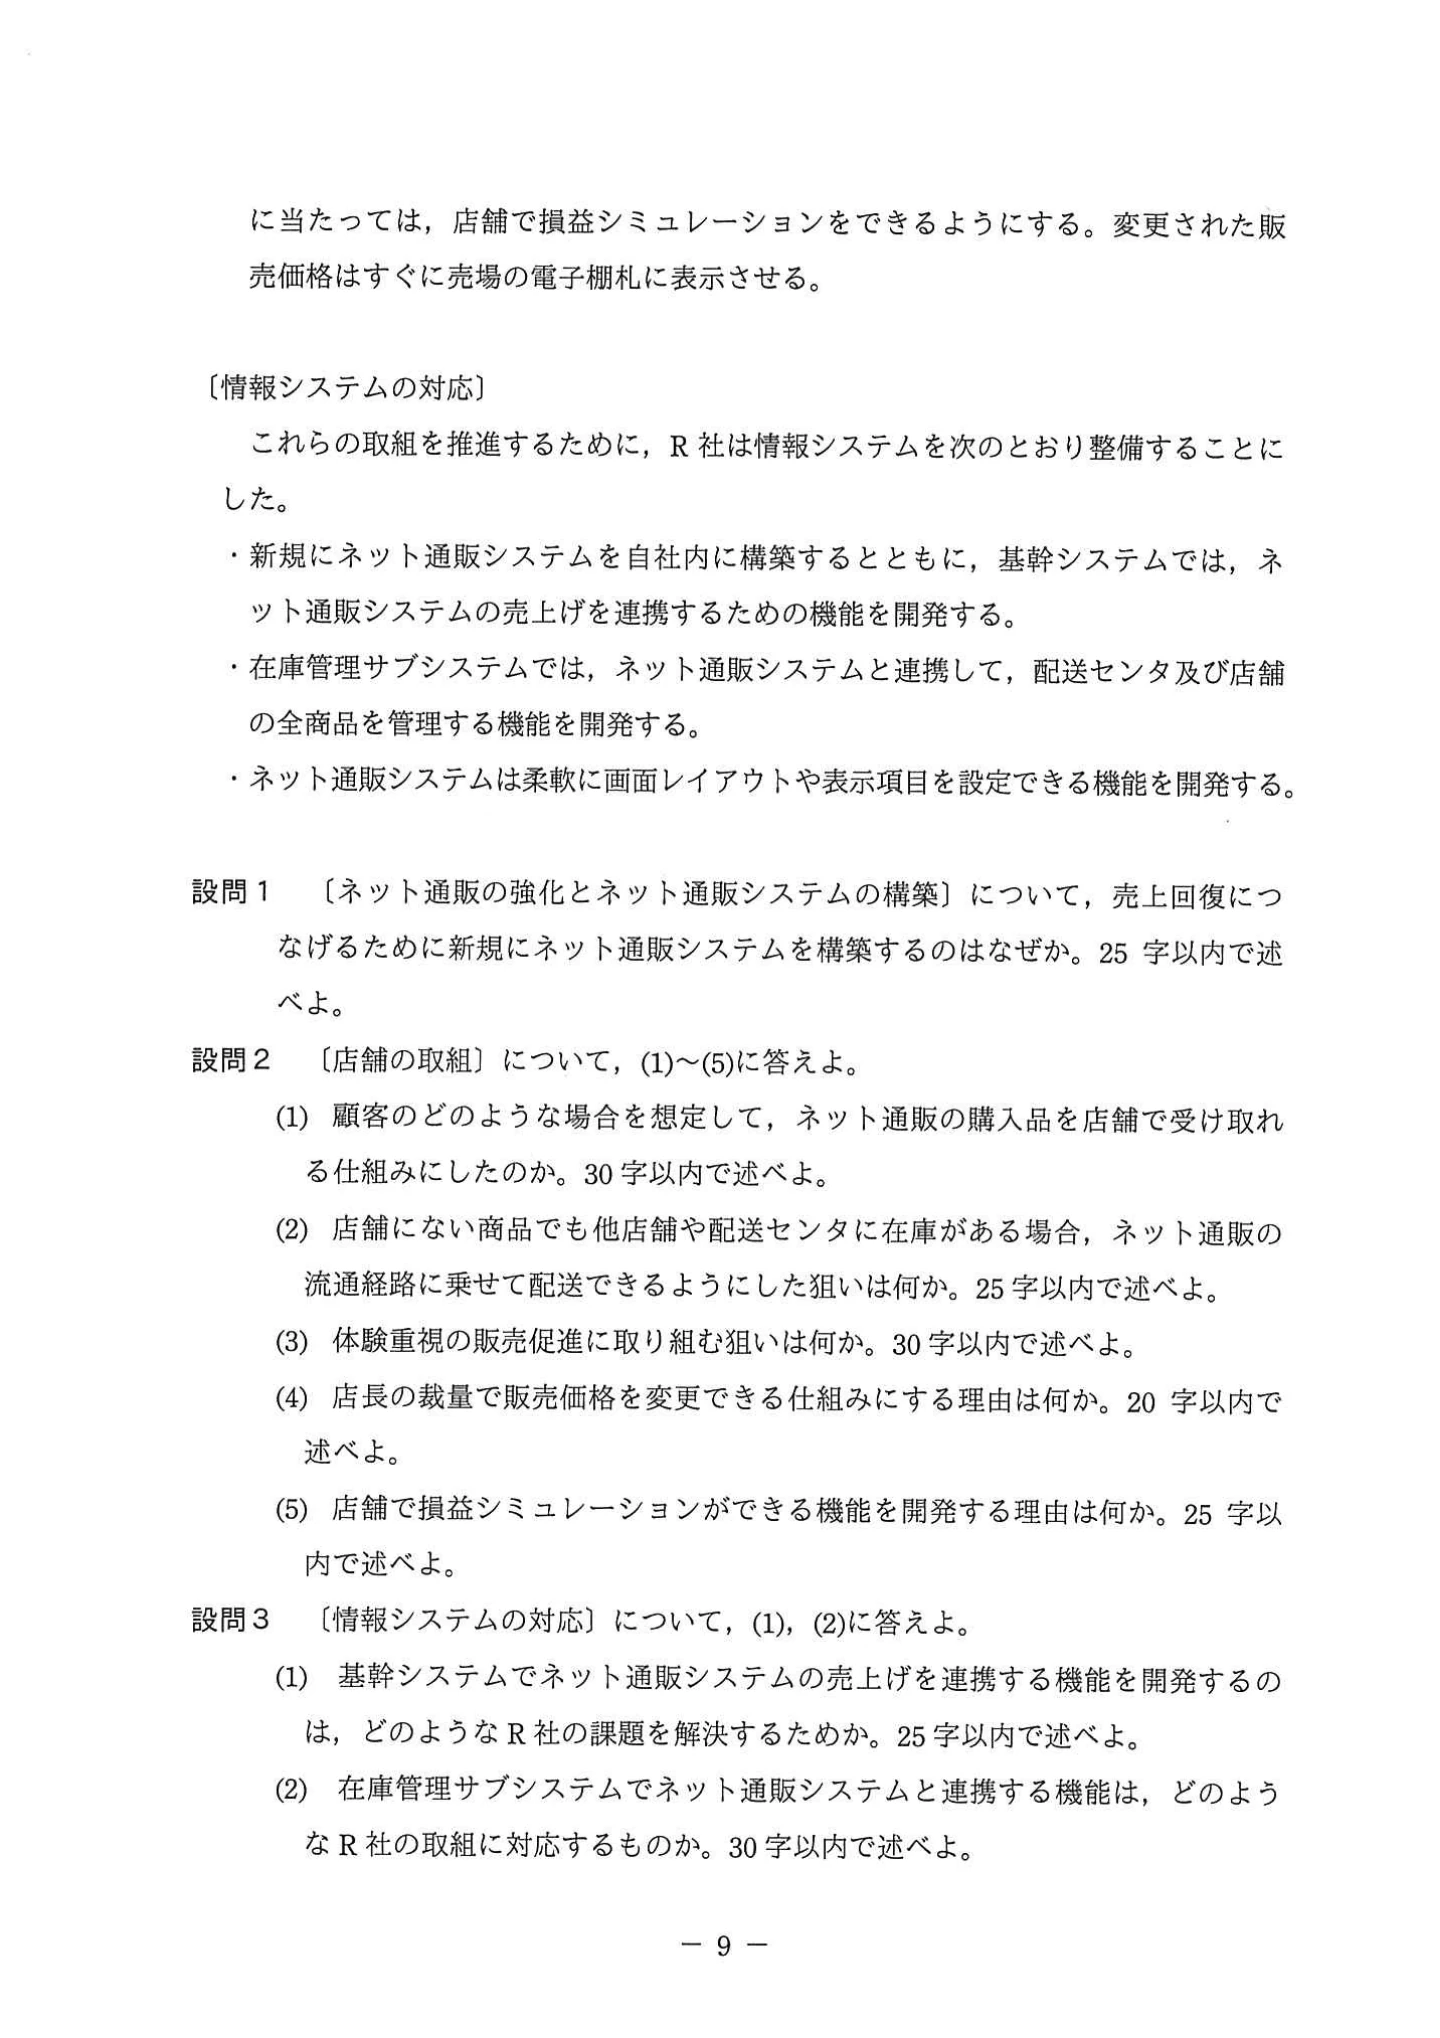 に当たっては，店舗で損益シミュレーションをできるようにする。変更された販
売価格はすぐに売場の電子棚札に表示させる。
〔情報システムの対応〕
これらの取組を推進するために，R 社は情報システムを次のとおり整備することに
した。
・新規にネット通販システムを自社内に構築するとともに，基幹システムでは，ネ
ット通販システムの売上げを連携するための機能を開発する。
・在庫管理サブシステムでは，ネット通販システムと連携して，配送センタ及び店舗
の全商品を管理する機能を開発する。
・ネット通販システムは柔軟に画面レイアウトや表示項目を設定できる機能を開発する。
設問１　〔ネット通販の強化とネット通販システムの構築〕について，売上回復につ
なげるために新規にネット通販システムを構築するのはなぜか。25 字以内で述
べよ。
設問２　〔店舗の取組〕について，(1)～(5)に答えよ。
(1)　顧客のどのような場合を想定して，ネット通販の購入品を店舗で受け取れ
る仕組みにしたのか。30 字以内で述べよ。
(2)　店舗にない商品でも他店舗や配送センタに在庫がある場合，ネット通販の
流通経路に乗せて配送できるようにした狙いは何か。25 字以内で述べよ。
(3)　体験重視の販売促進に取り組む狙いは何か。30 字以内で述べよ。
(4)　店長の裁量で販売価格を変更できる仕組みにする理由は何か。20 字以内で
述べよ。
(5)　店舗で損益シミュレーションができる機能を開発する理由は何か。25 字以
内で述べよ。
設問３　〔情報システムの対応〕について，(1)，(2)に答えよ。
(1)　基幹システムでネット通販システムの売上げを連携する機能を開発するの
は，どのような R 社の課題を解決するためか。25 字以内で述べよ。
(2)　在庫管理サブシステムでネット通販システムと連携する機能は，どのよう
な R 社の取組に対応するものか。30 字以内で述べよ。
－ 9 －